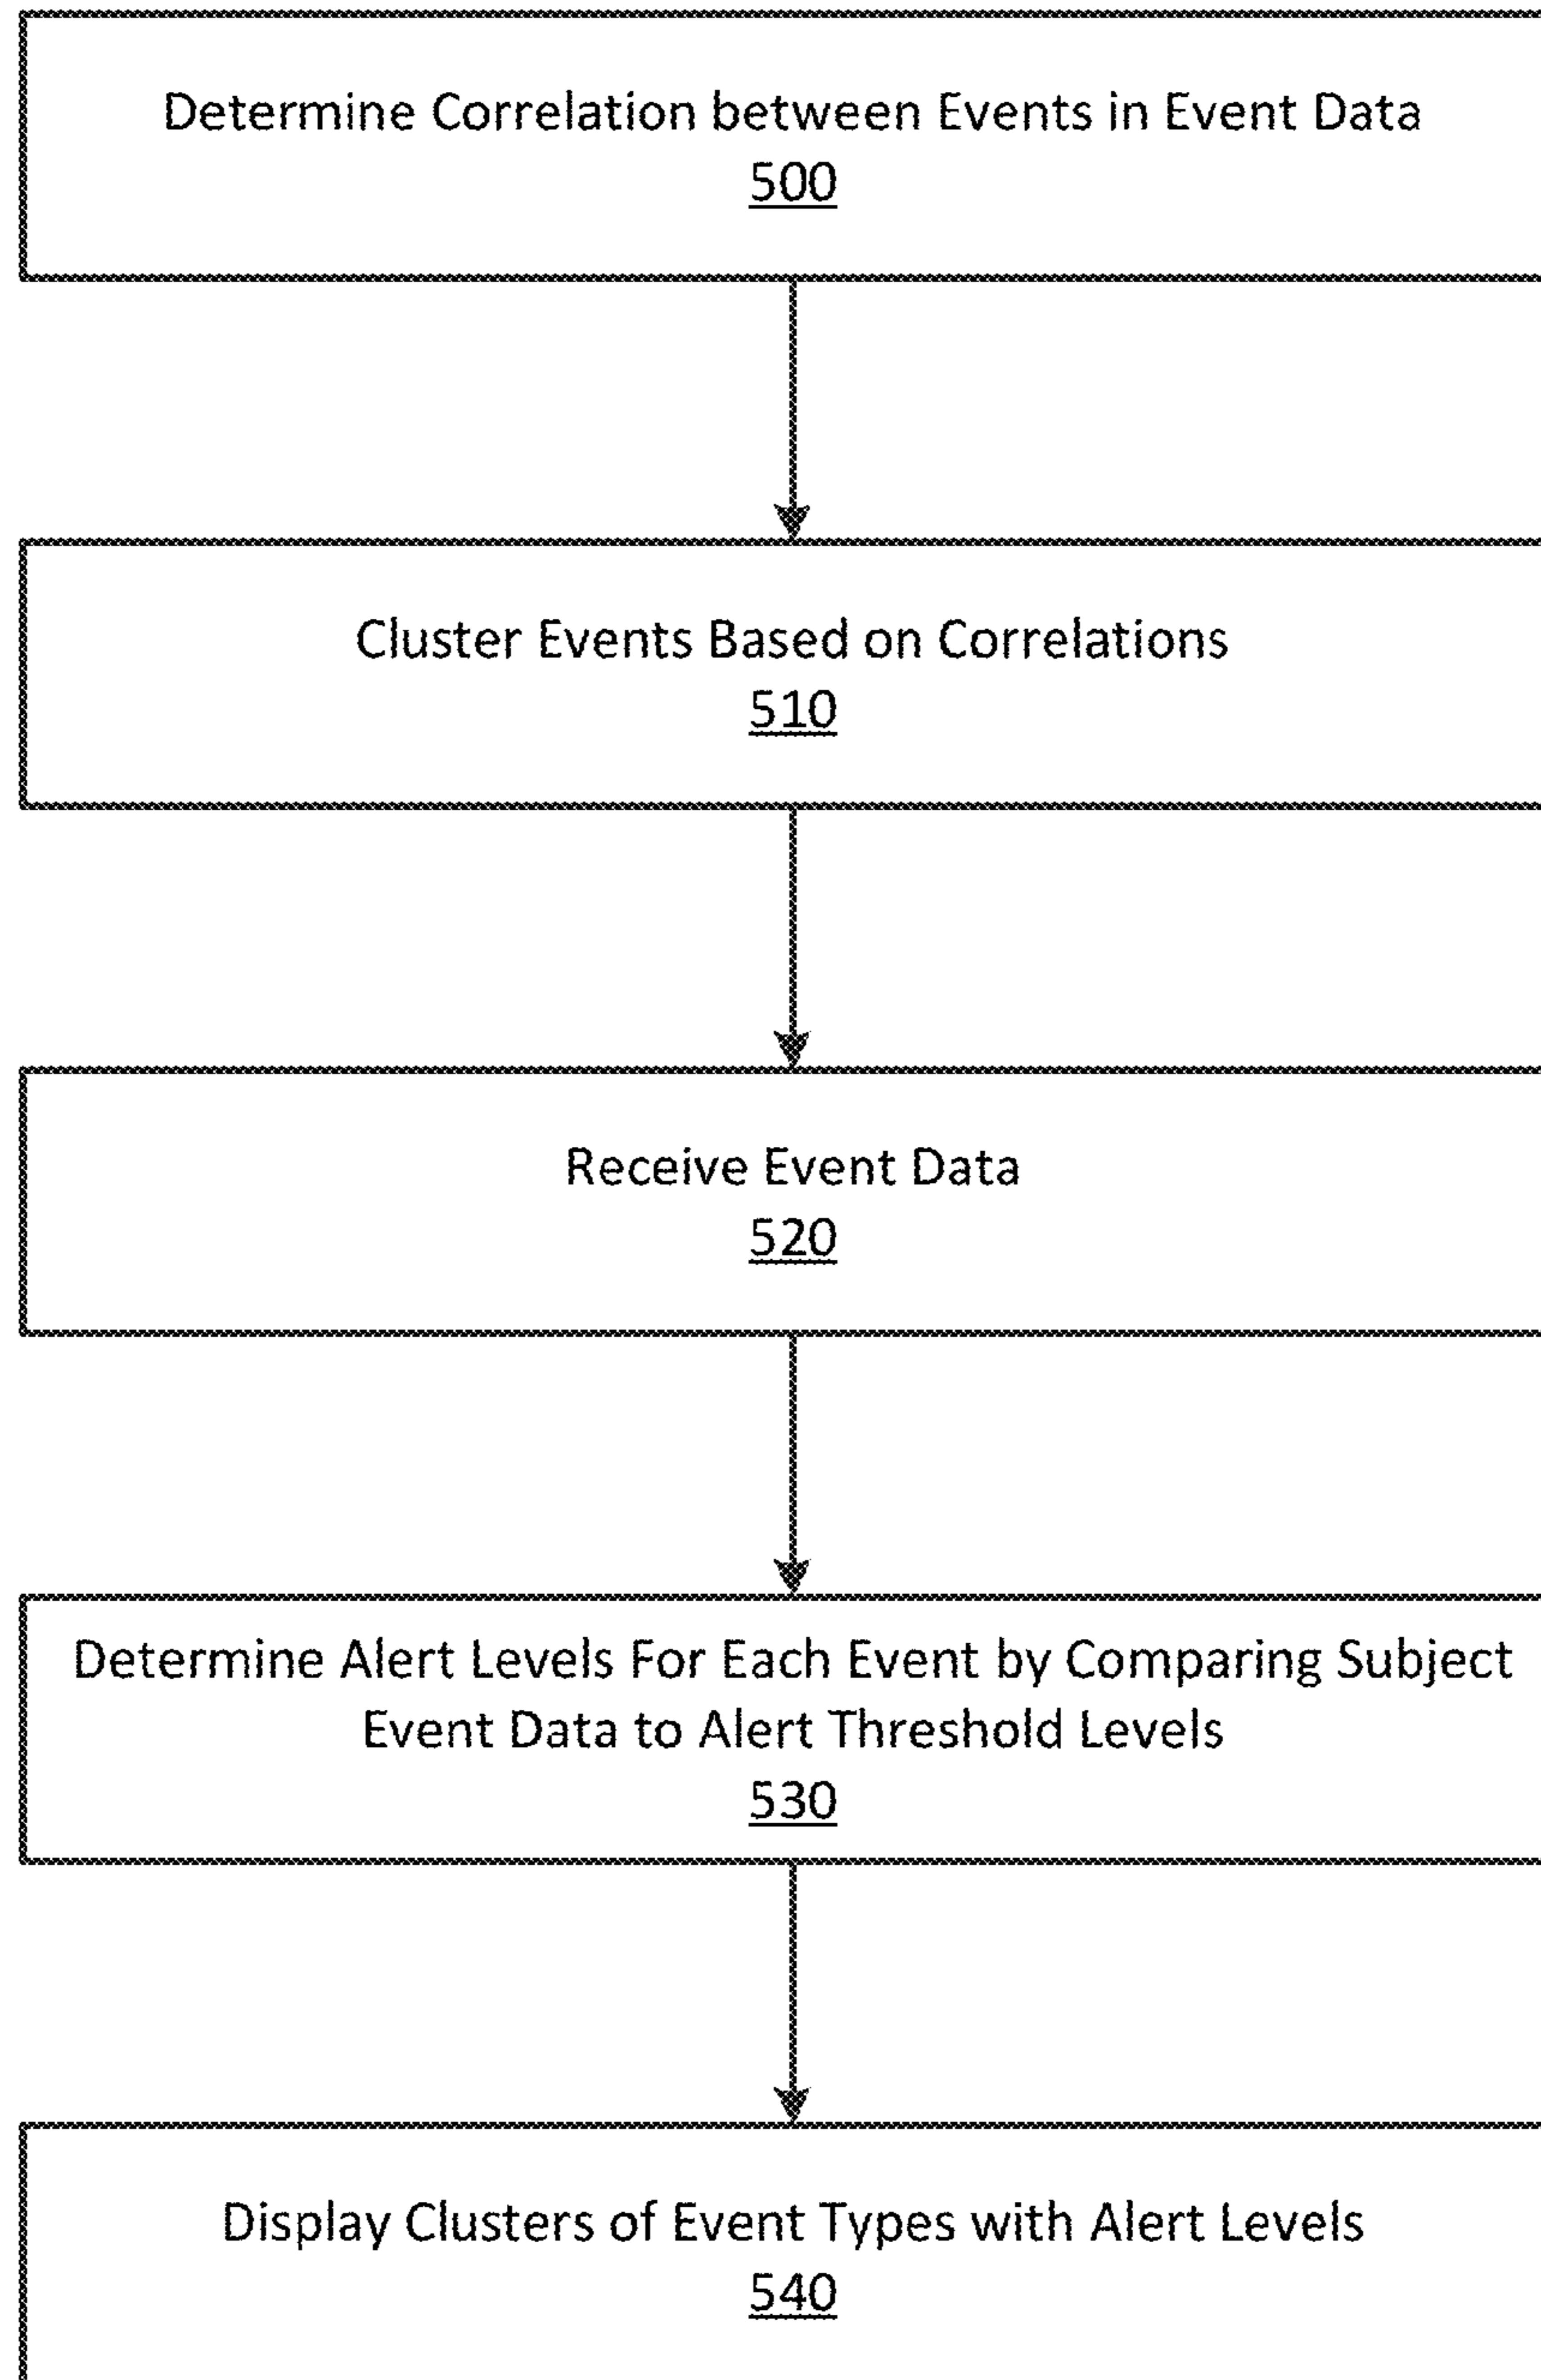 Determine Correlation between Events in Event Data
500
Cluster Events Based on Correlations
510
Receive Event Data
520
Determine Alert Levels For Each Event by Comparing Subject
Event Data to Alert Threshold Levels
530
Display Clusters of Event Types with Alert Levels
540